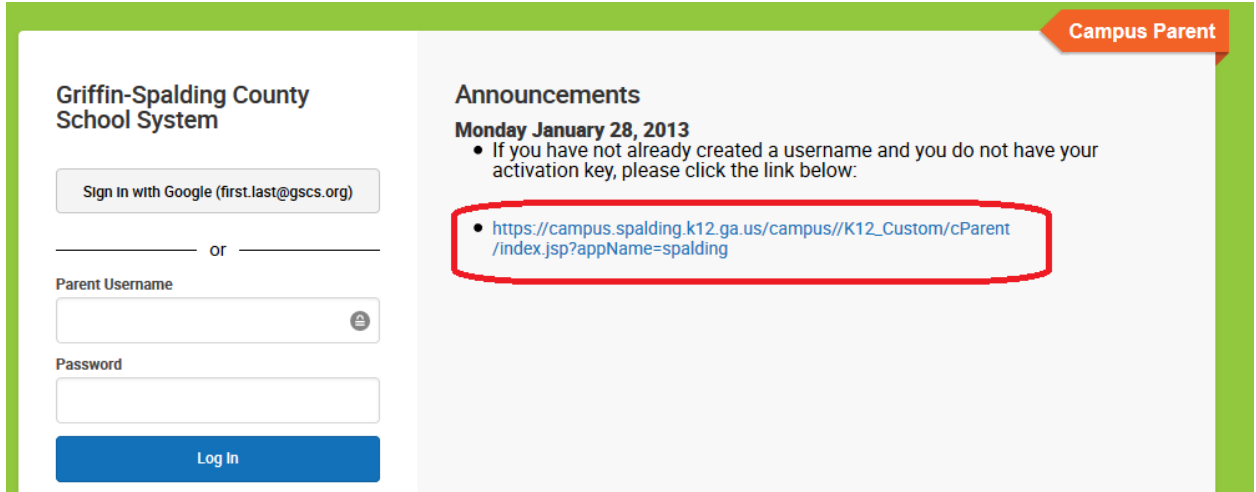 Campus Parent
Griffin-Spalding County
School System
Sign In with Google (first.last@gscs.org)
or
Parent Username
Password
Log In
Announcements
Monday January 28, 2013
• If you have not already created a username and you do not have your
activation key, please click the link below:
• https://campus.spalding.k12.ga.us/campus//K12_Custom/cParent
/index.jsp?appName=spalding